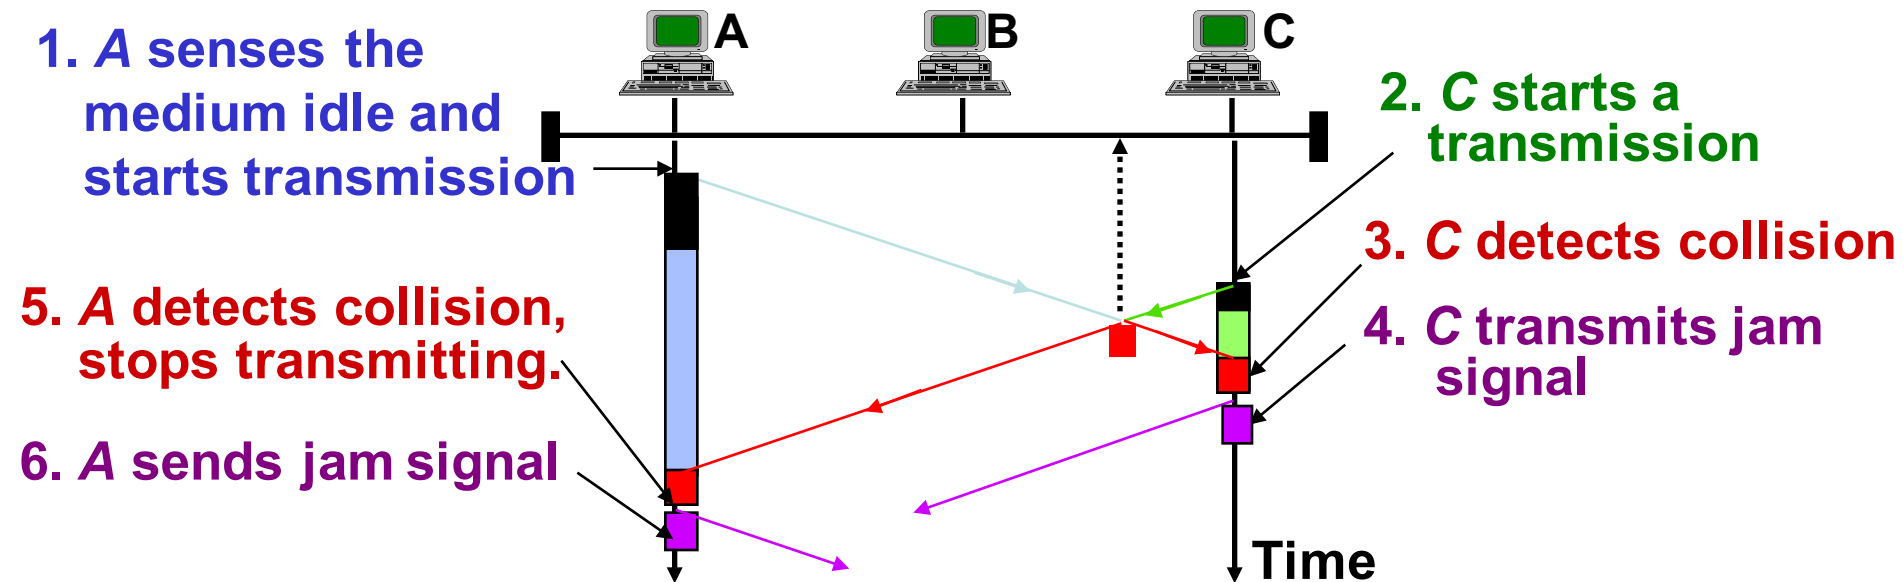 A
B
C
1. A senses the
medium idle and
starts transmission
2. C starts a
transmission
3. C detects collision
4. C transmits jam
signal
5. A detects collision,
stops transmitting.
6. A sends jam signal
Time